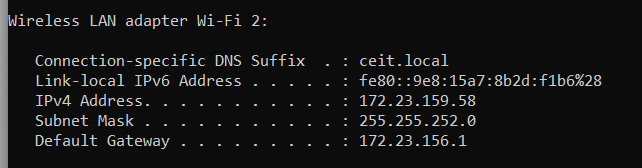 Wireless LAN adapter Wi-Fi 2:
Connection-specific DNS Suffix  . : ceit.local
Link-local IPv6 Address . . . . . : fe80::9e8:15a7:8b2d:f1b6%28
IPv4 Address. . . . . . . . . . . : 172.23.159.58
Subnet Mask . . . . . . . . . . . : 255.255.252.0
Default Gateway . . . . . . . . . : 172.23.156.1